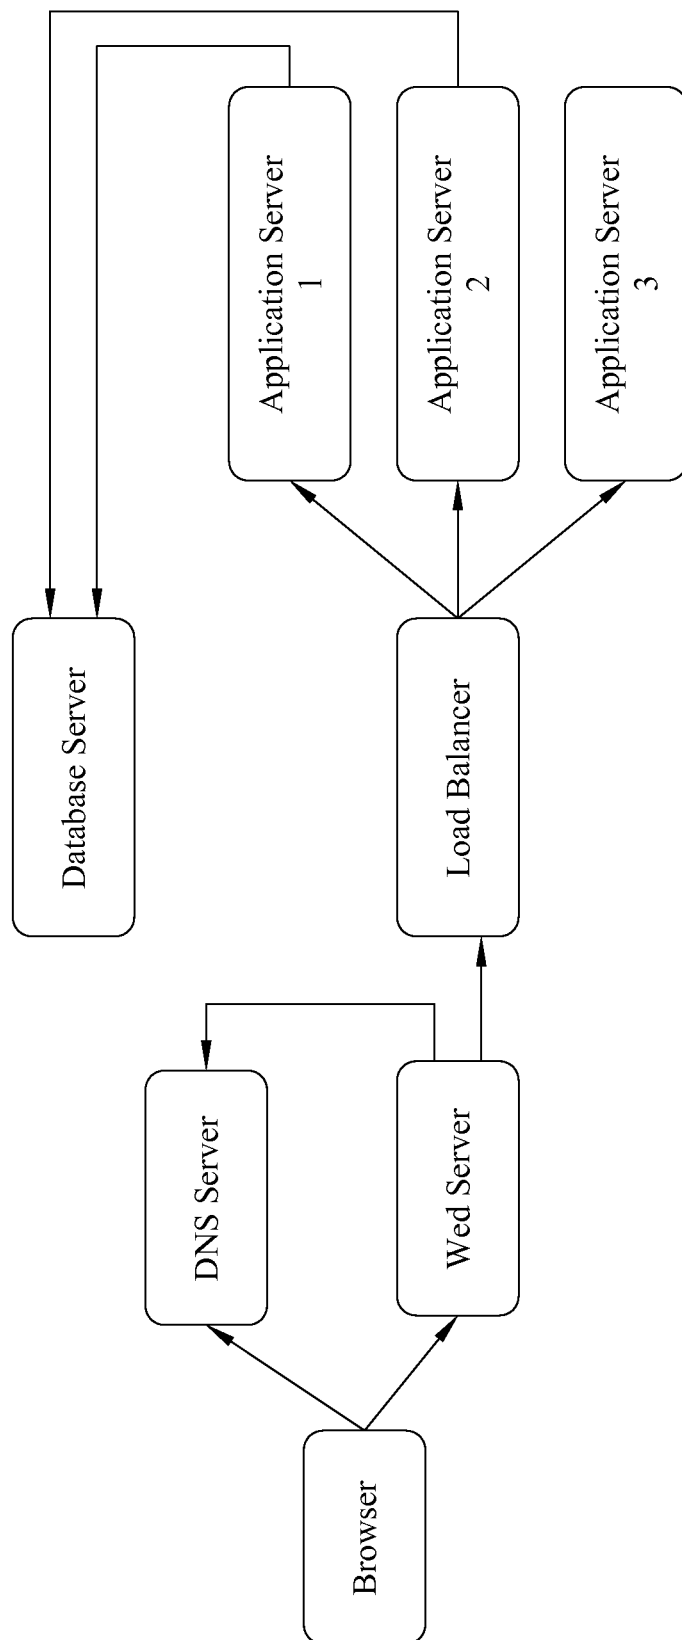 Browser
DNS Server
Wed Server
Database Server
Load Balancer
Application Server
1
Application Server
2
Application Server
3